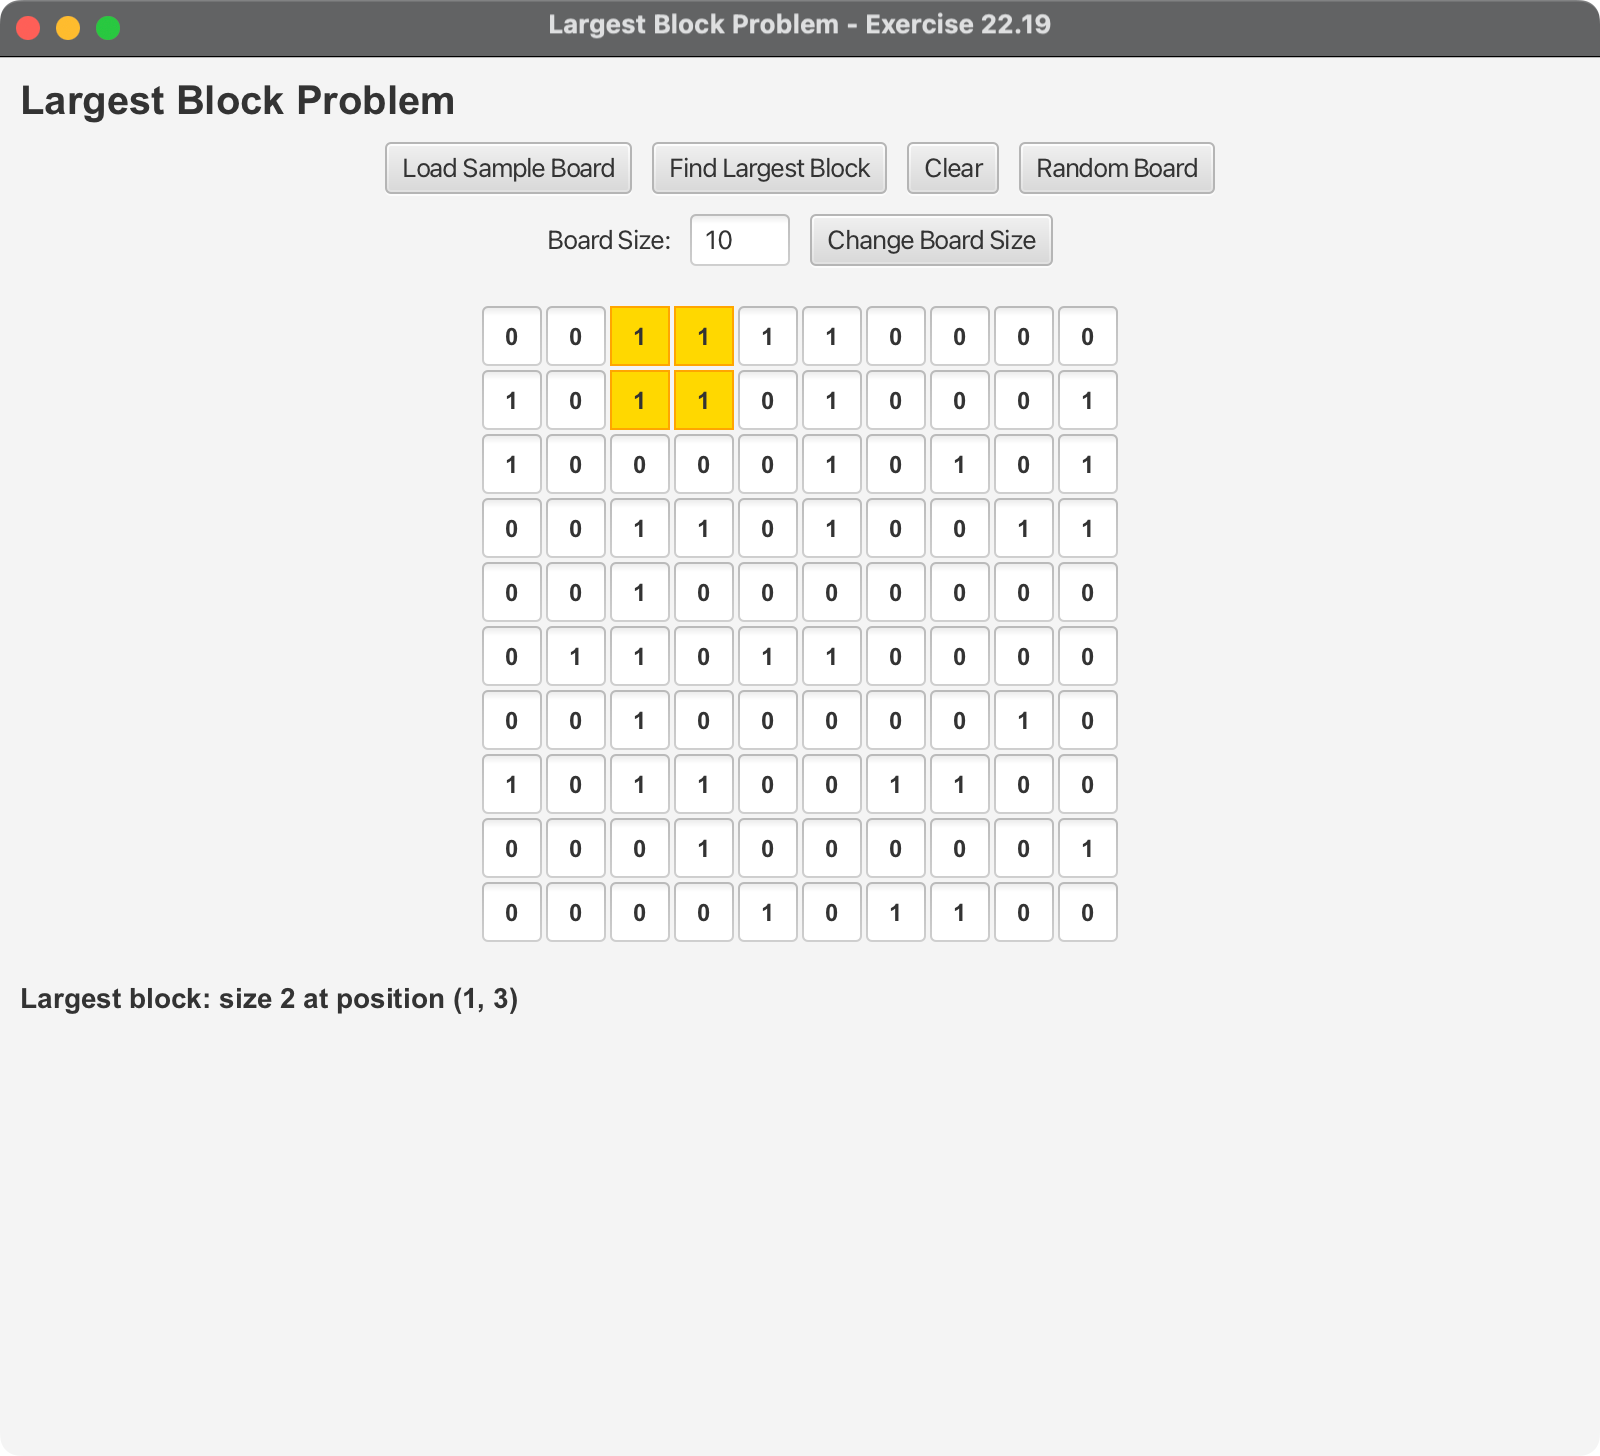 Largest Block Problem - Exercise 22.19
Largest Block Problem
Load Sample Board Find Largest Block Clear Random Board
Board Size: 10 Change Board Size
0 0 1 1 1 1 0 0 0 0
1 0 1 1 0 1 0 0 0 1
1 0 0 0 0 1 0 1 0 1
0 0 1 1 0 1 0 0 1 1
0 0 1 0 0 0 0 0 0 0
0 1 1 0 1 1 0 0 0 0
0 0 1 0 0 0 0 0 1 0
1 0 1 1 0 0 1 1 0 0
0 0 0 1 0 0 0 0 0 1
0 0 0 0 1 0 1 1 0 0
Largest block: size 2 at position (1, 3)